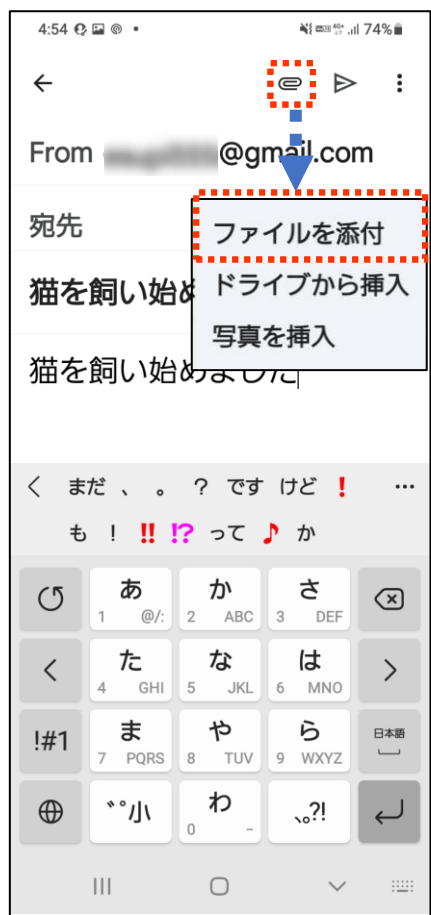 4:54 74%
From @gmail.com
宛先
ファイルを添付
ドライブから挿入
写真を挿入
猫を飼い始め
猫を飼い始めました
まだ 、 。 ? です けど ❗ …
も ! ‼ ⁉ って ♪ か
あ か さ
1 @/: 2 ABC 3 DEF
た な は
4 GHI 5 JKL 6 MNO
!#1 ま や ら 日本語
7 PQRS 8 TUV 9 WXYZ
゛゜小 わ 、。?!
0 -